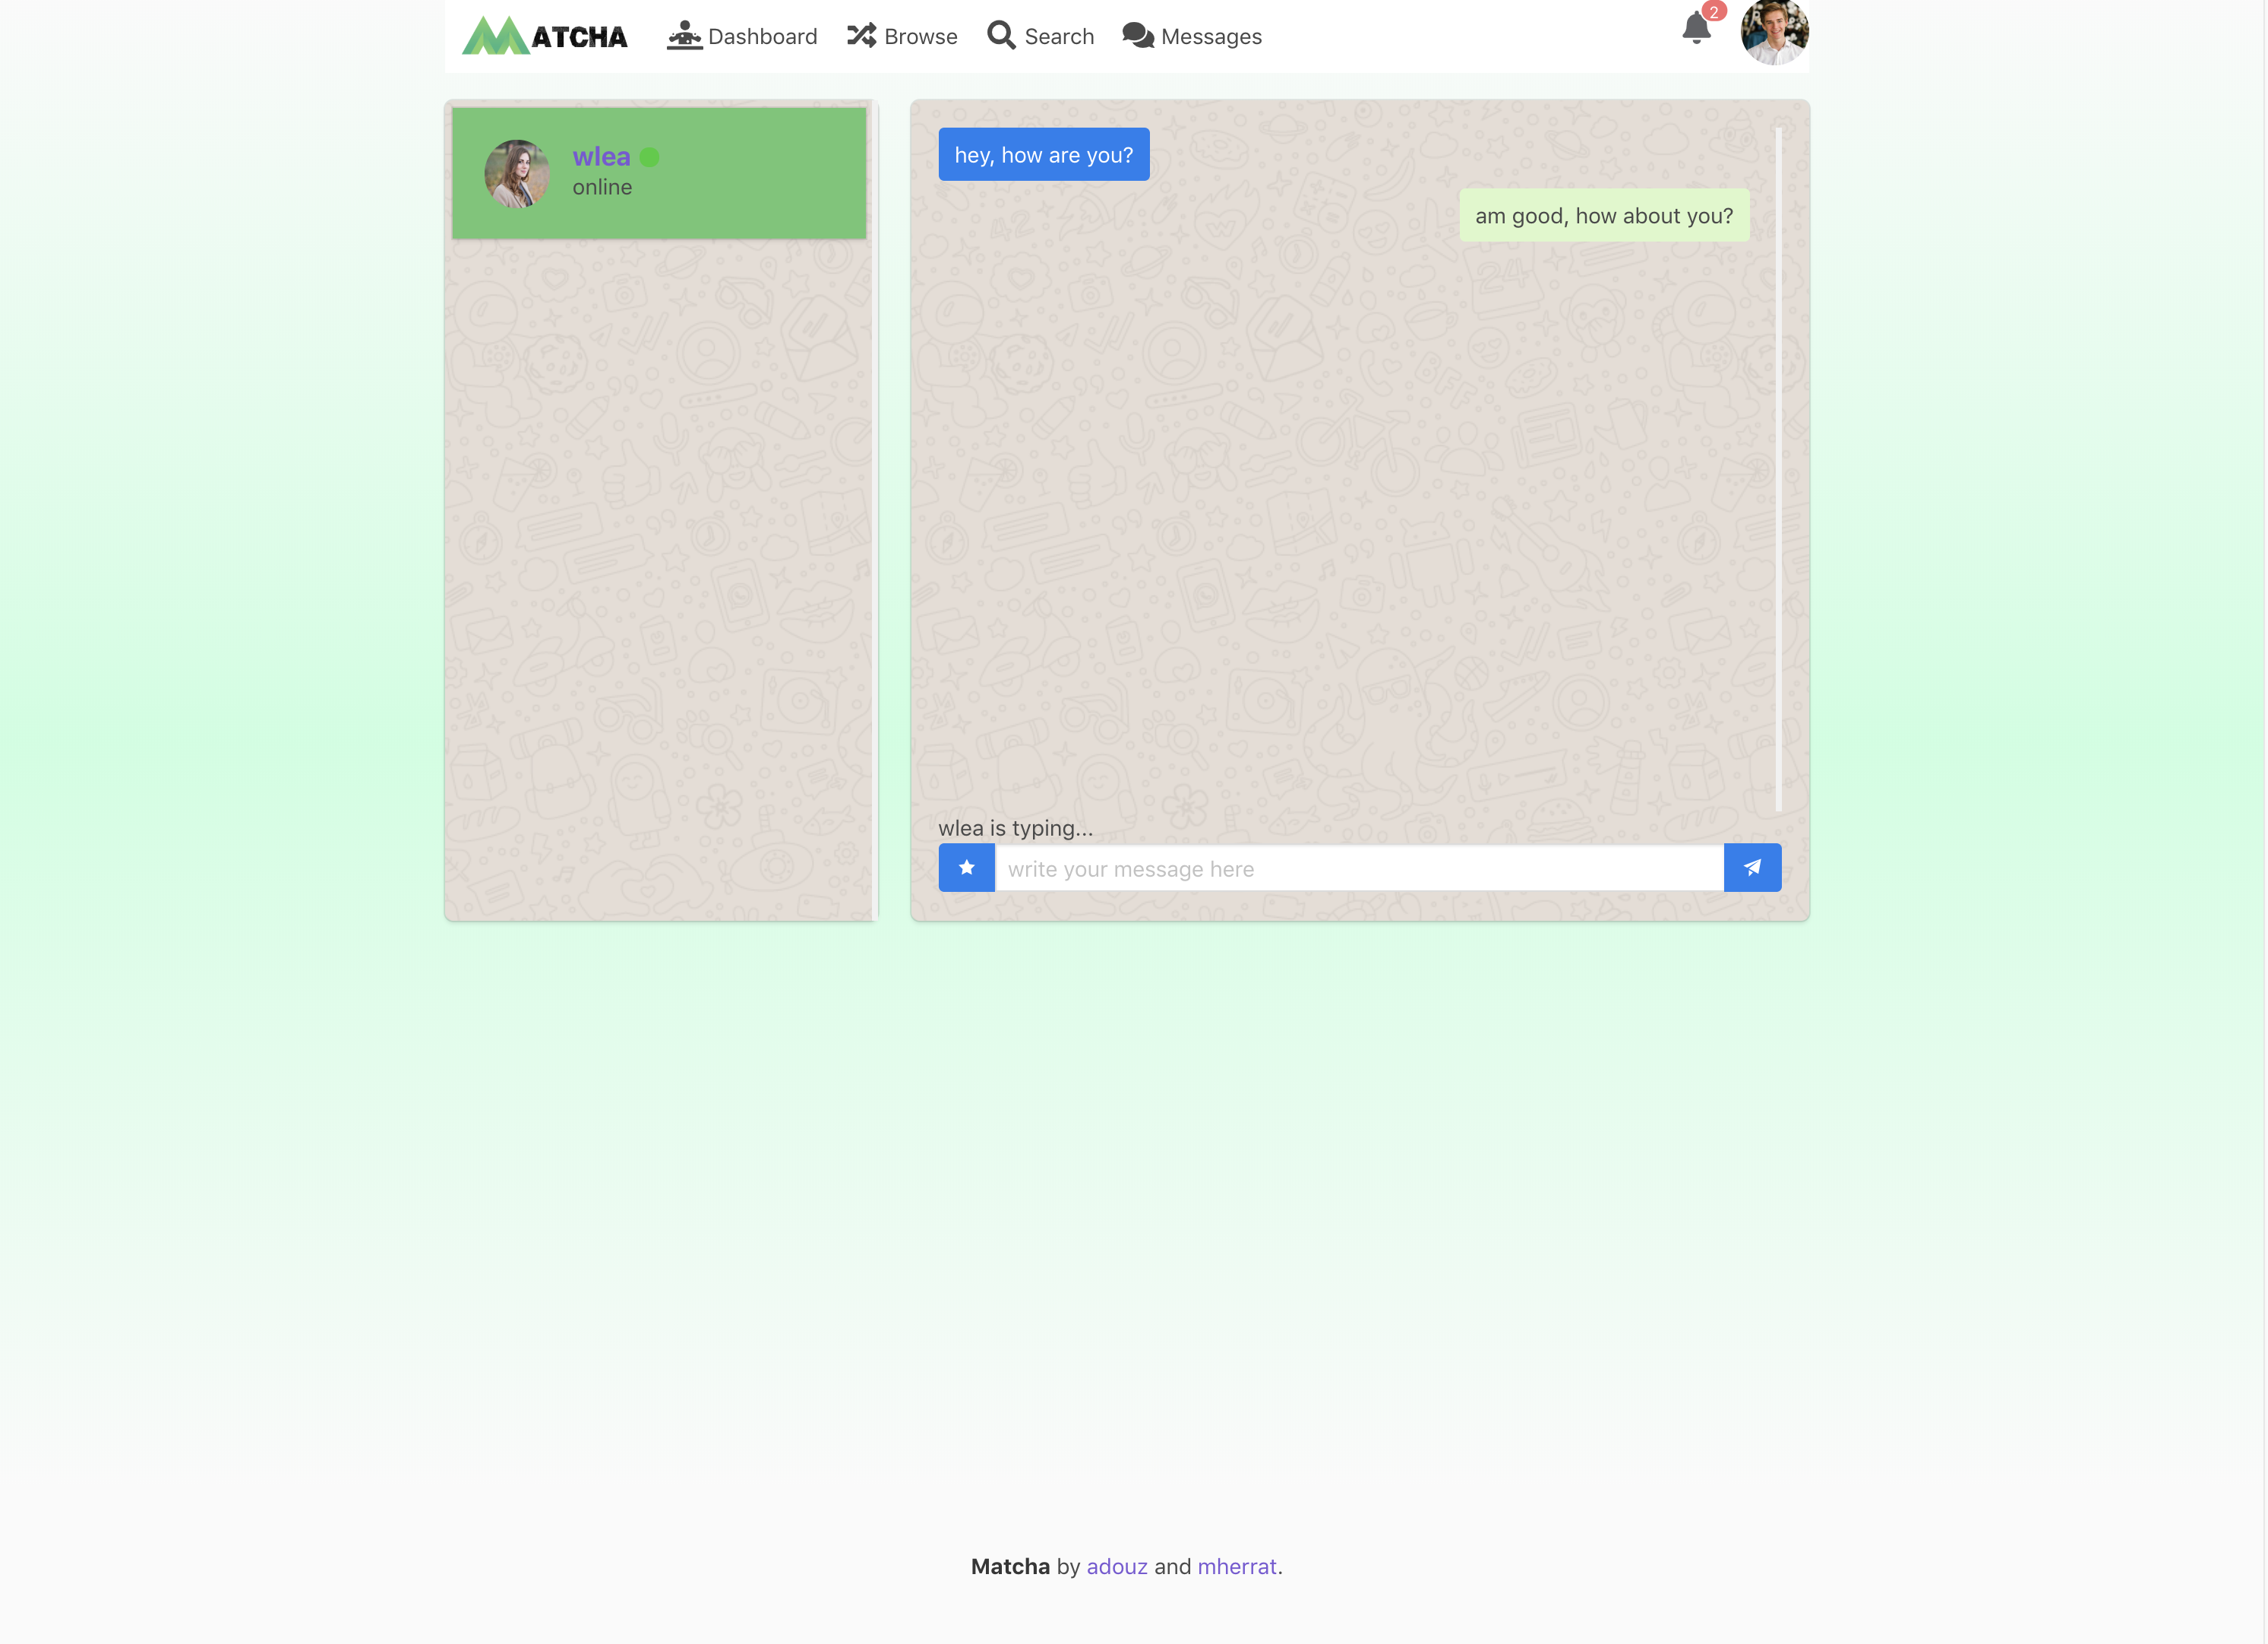 MATCHA Dashboard Browse Search Messages 2
wlea
online
hey, how are you?
am good, how about you?
wlea is typing...
write your message here
Matcha by adouz and mherrat.